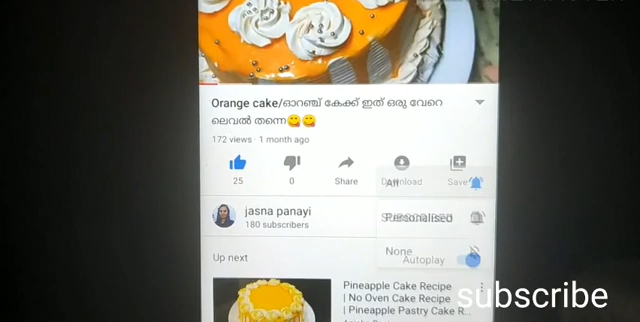 Orange cake/ഓറഞ്ച് കേക്ക് ഇത് ഒരു വേറെ
ലെവൽ തന്നെ😋😋
172 views · 1 month ago
25
0
Share
Download
Save
All
jasna panayi
180 subscribers
SUBSCRIBED
Personalised
None
Up next
Autoplay
Pineapple Cake Recipe
| No Oven Cake Recipe
| Pineapple Pastry Cake R...
subscribe